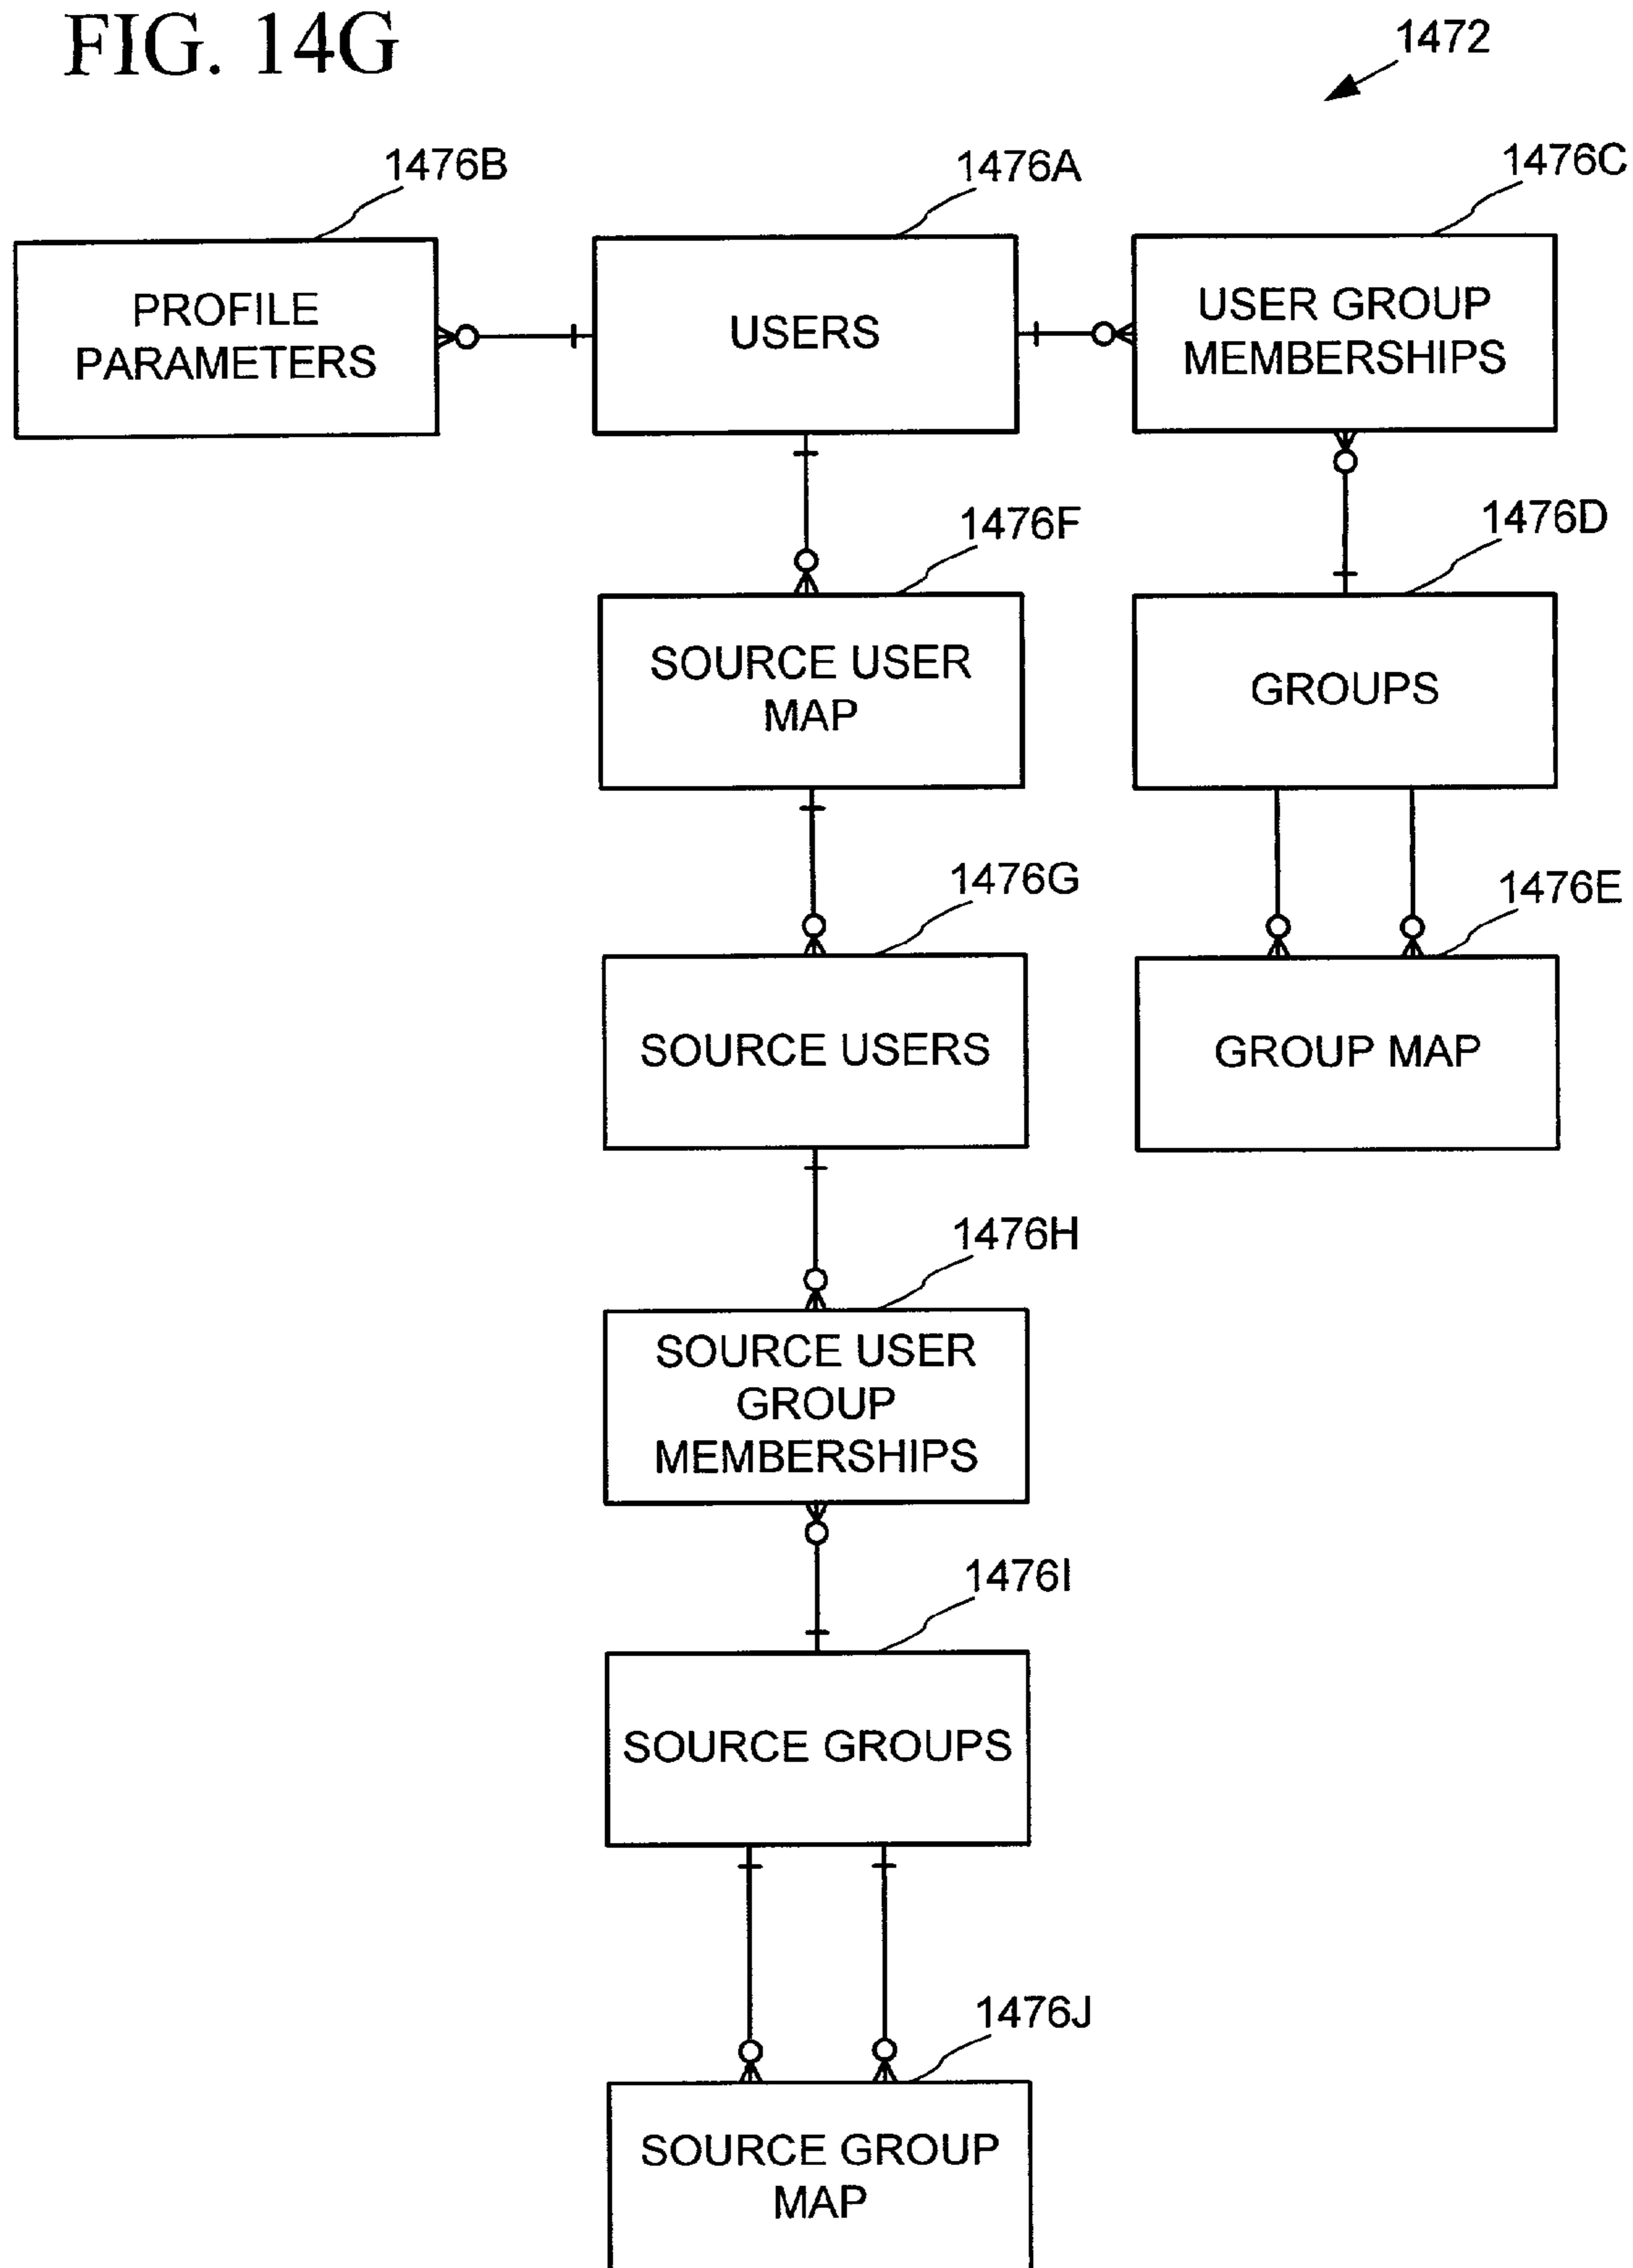 FIG. 14G
1472
1476B
1476A
1476C
PROFILE
PARAMETERS
USERS
USER GROUP
MEMBERSHIPS
1476F
1476D
SOURCE USER
MAP
GROUPS
1476G
1476E
SOURCE USERS
GROUP MAP
1476H
SOURCE USER
GROUP
MEMBERSHIPS
1476I
SOURCE GROUPS
1476J
SOURCE GROUP
MAP